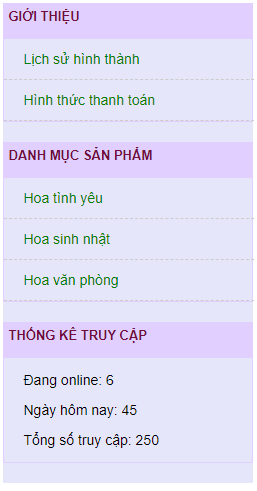 GIỚI THIỆU
Lịch sử hình thành
Hình thức thanh toán
DANH MỤC SẢN PHẨM
Hoa tình yêu
Hoa sinh nhật
Hoa văn phòng
THỐNG KÊ TRUY CẬP
Đang online: 6
Ngày hôm nay: 45
Tổng số truy cập: 250